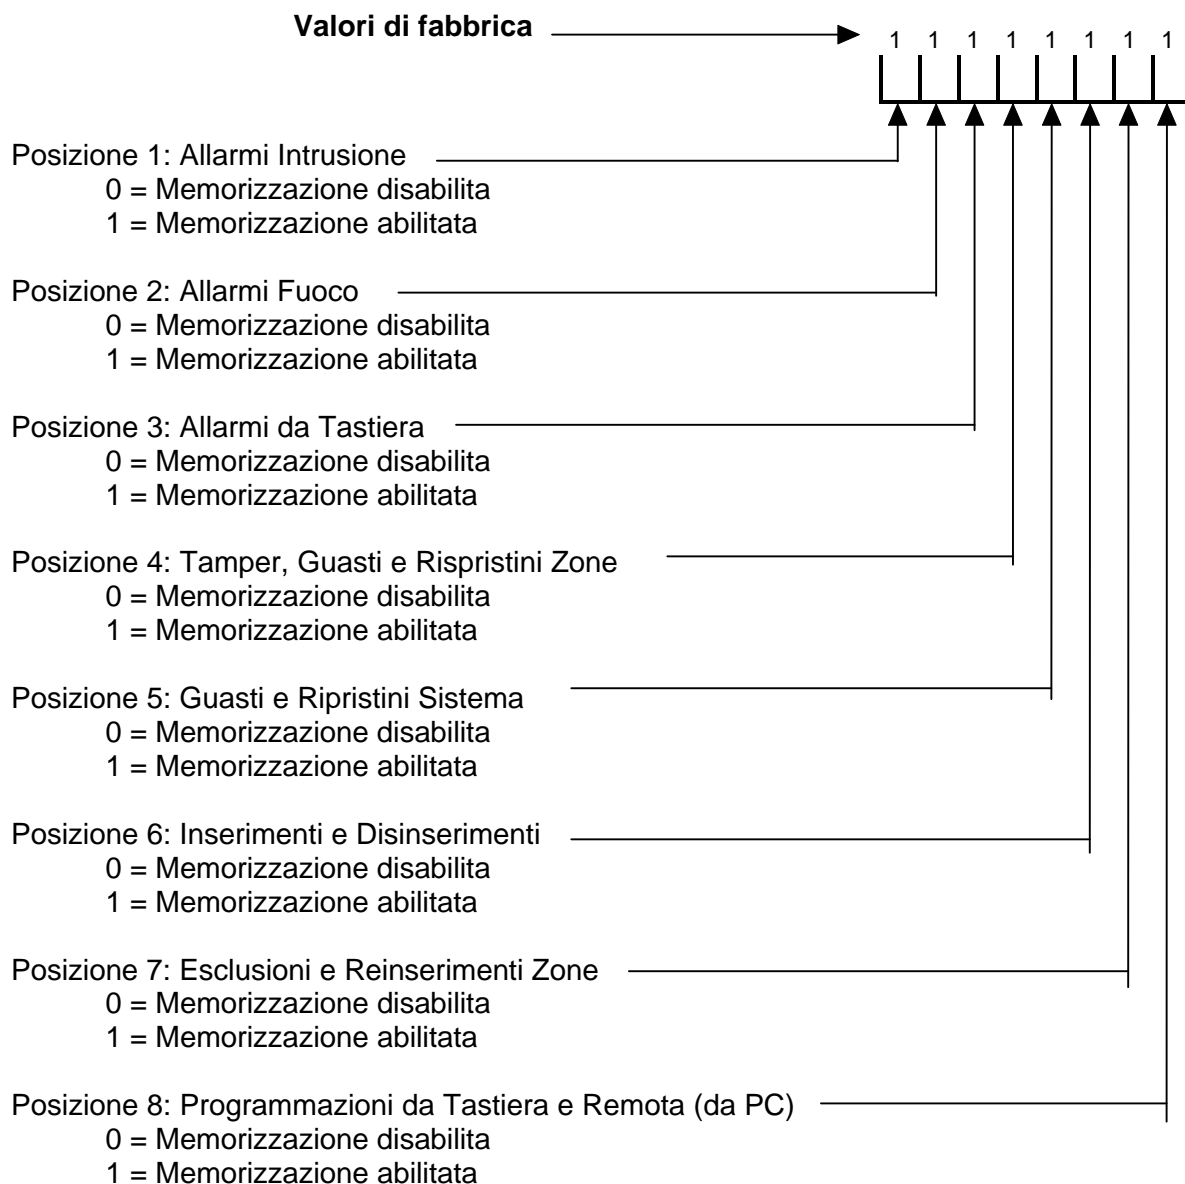 Valori di fabbrica 1 1 1 1 1 1 1 1
Posizione 1: Allarmi Intrusione
0 = Memorizzazione disabilita
1 = Memorizzazione abilitata
Posizione 2: Allarmi Fuoco
0 = Memorizzazione disabilita
1 = Memorizzazione abilitata
Posizione 3: Allarmi da Tastiera
0 = Memorizzazione disabilita
1 = Memorizzazione abilitata
Posizione 4: Tamper, Guasti e Rispristini Zone
0 = Memorizzazione disabilita
1 = Memorizzazione abilitata
Posizione 5: Guasti e Ripristini Sistema
0 = Memorizzazione disabilita
1 = Memorizzazione abilitata
Posizione 6: Inserimenti e Disinserimenti
0 = Memorizzazione disabilita
1 = Memorizzazione abilitata
Posizione 7: Esclusioni e Reinserimenti Zone
0 = Memorizzazione disabilita
1 = Memorizzazione abilitata
Posizione 8: Programmazioni da Tastiera e Remota (da PC)
0 = Memorizzazione disabilita
1 = Memorizzazione abilitata